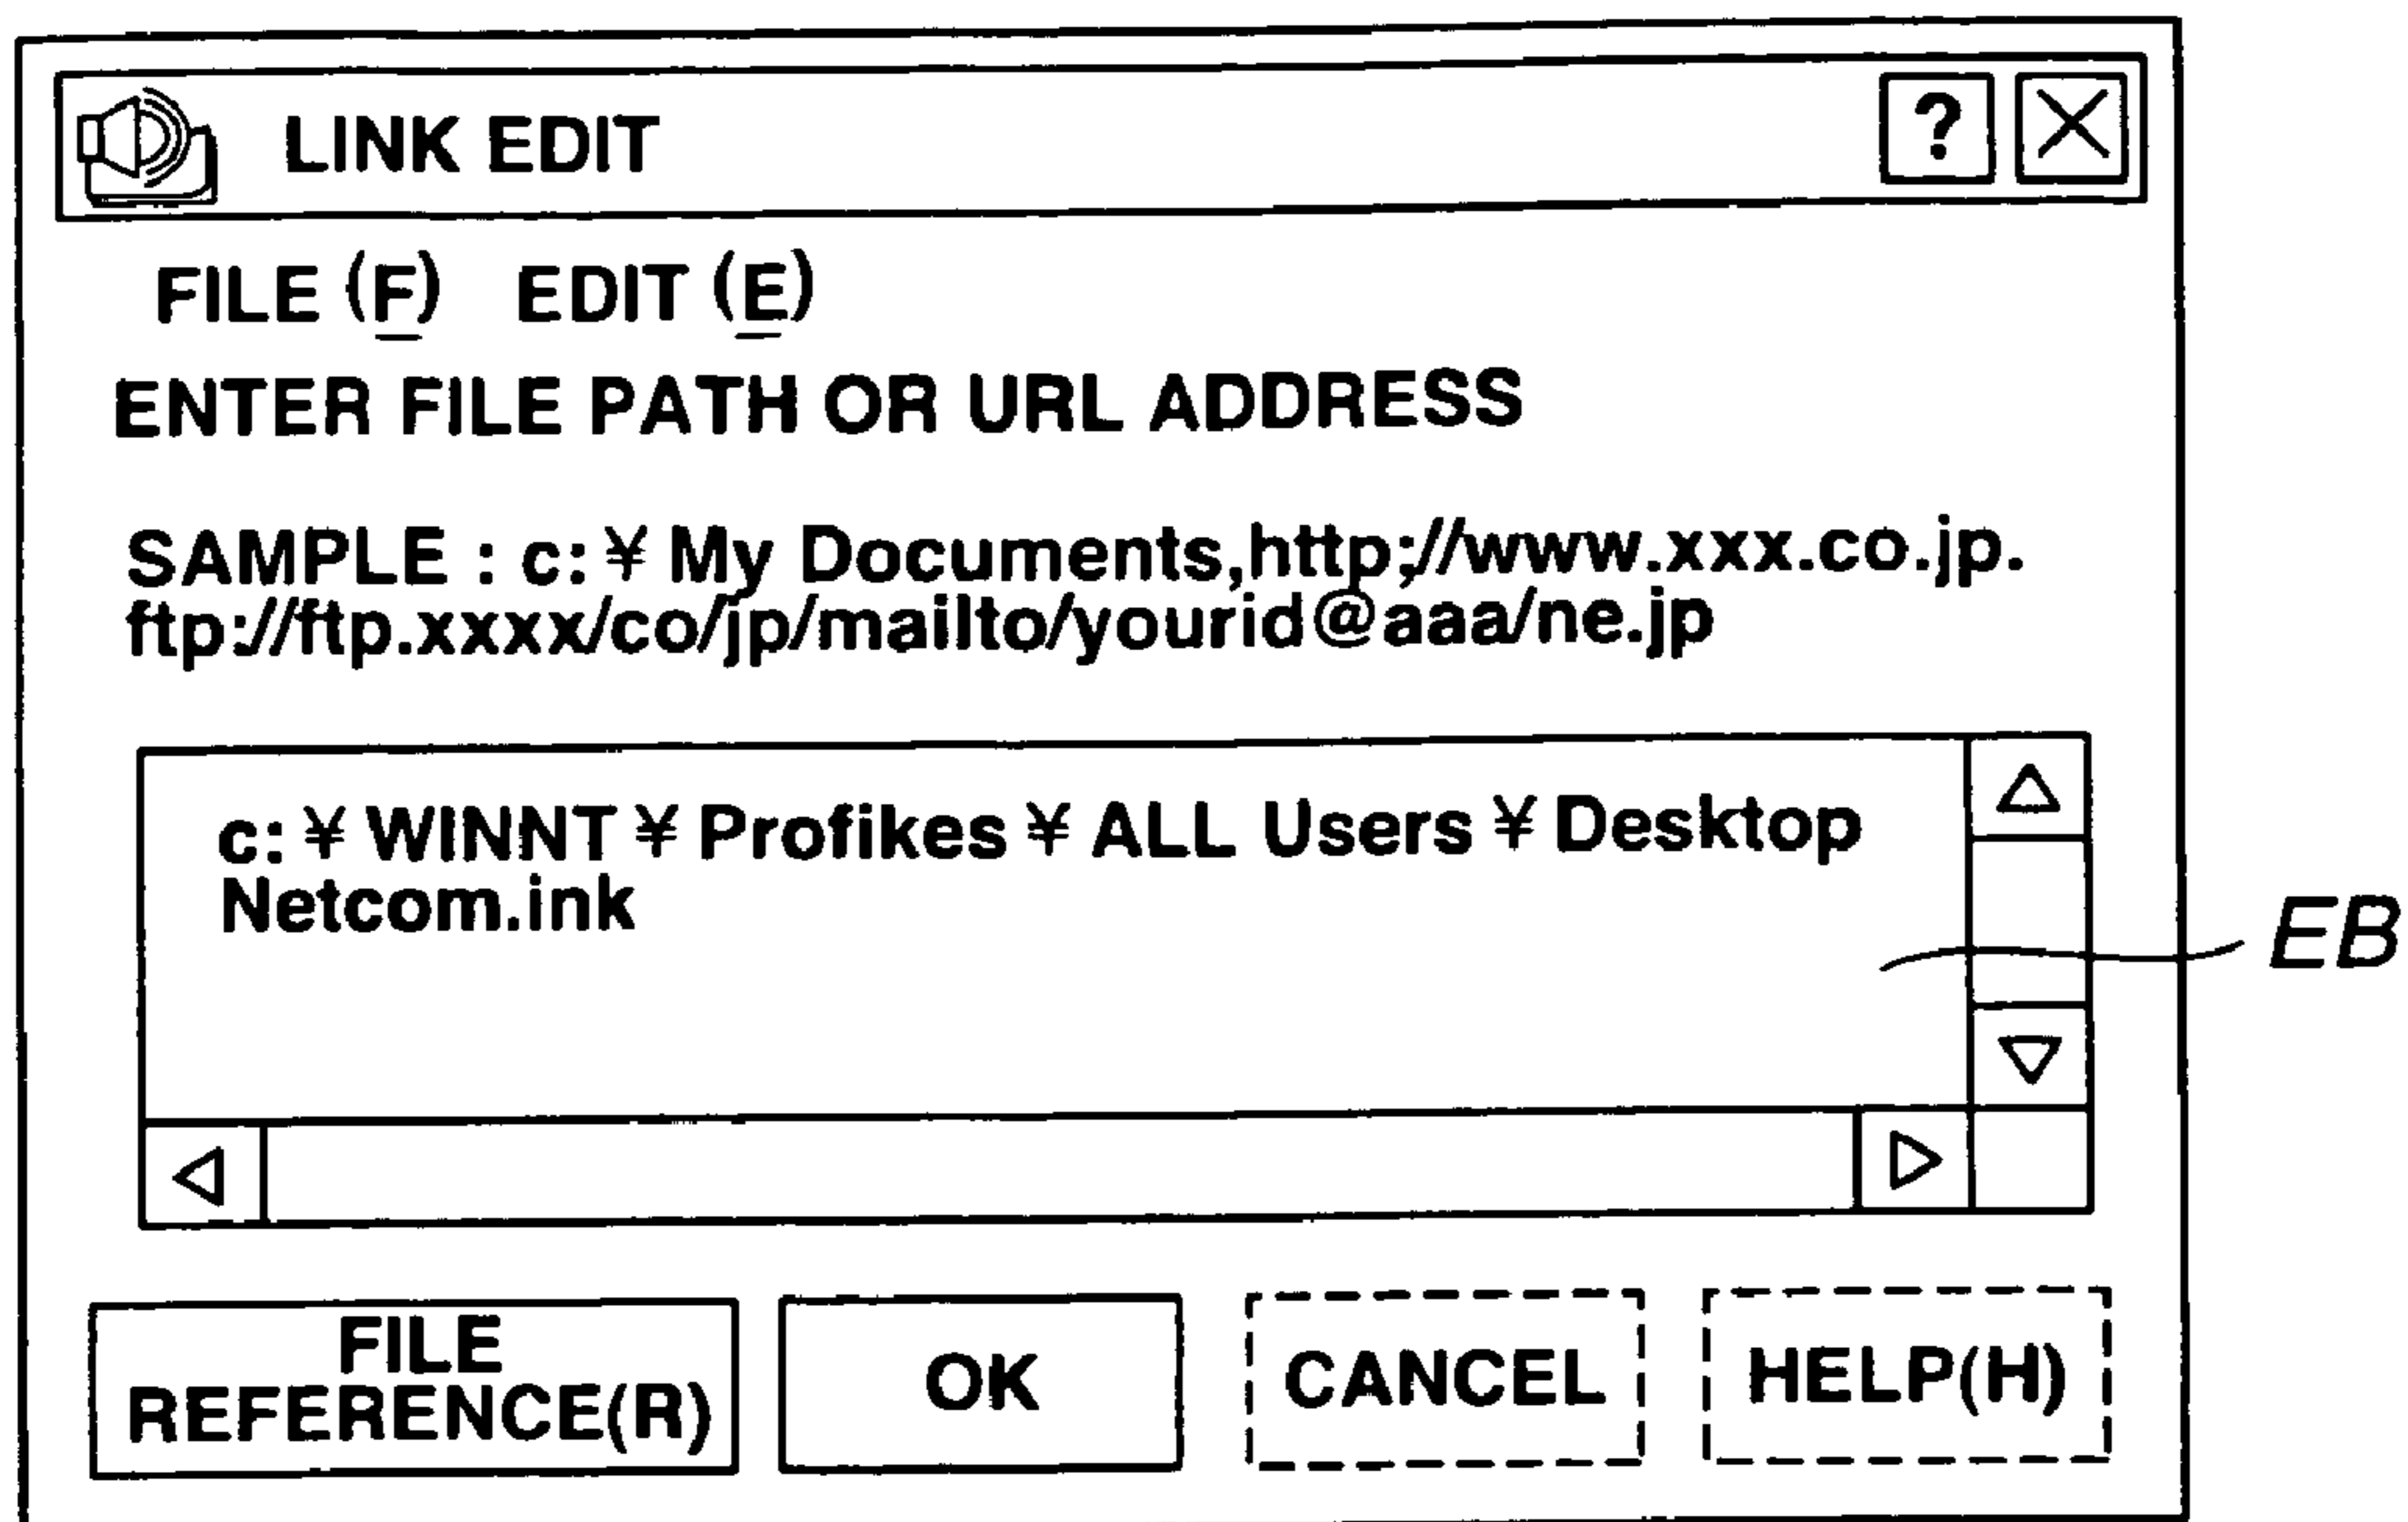 LINK EDIT ?
FILE (F) EDIT (E)
ENTER FILE PATH OR URL ADDRESS
SAMPLE : c: ¥ My Documents,http;//www.xxx.co.jp.
ftp://ftp.xxxx/co/jp/mailto/yourid@aaa/ne.jp
c: ¥ WINNT ¥ Profikes ¥ ALL Users ¥ Desktop
Netcom.ink
EB
FILE
REFERENCE(R)
OK
CANCEL
HELP(H)